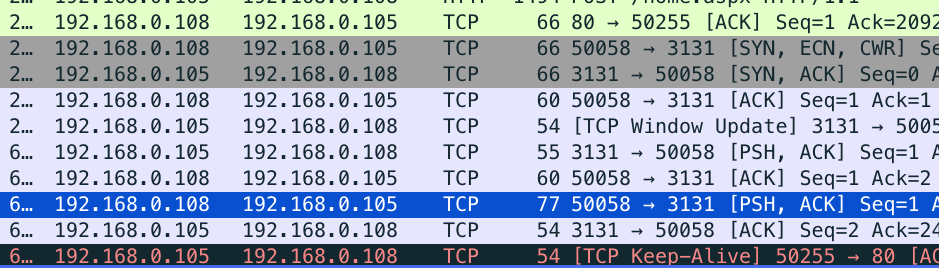 2… 192.168.0.108 192.168.0.105 TCP 66 80 → 50255 [ACK] Seq=1 Ack=2092
2… 192.168.0.108 192.168.0.105 TCP 66 50058 → 3131 [SYN, ECN, CWR] Se
2… 192.168.0.105 192.168.0.108 TCP 66 3131 → 50058 [SYN, ACK] Seq=0 A
2… 192.168.0.108 192.168.0.105 TCP 60 50058 → 3131 [ACK] Seq=1 Ack=1
2… 192.168.0.105 192.168.0.108 TCP 54 [TCP Window Update] 3131 → 5005
6… 192.168.0.105 192.168.0.108 TCP 55 3131 → 50058 [PSH, ACK] Seq=1 A
6… 192.168.0.108 192.168.0.105 TCP 60 50058 → 3131 [ACK] Seq=1 Ack=2
6… 192.168.0.108 192.168.0.105 TCP 77 50058 → 3131 [PSH, ACK] Seq=1 A
6… 192.168.0.105 192.168.0.108 TCP 54 3131 → 50058 [ACK] Seq=2 Ack=24
6… 192.168.0.105 192.168.0.108 TCP 54 [TCP Keep-Alive] 50255 → 80 [AC